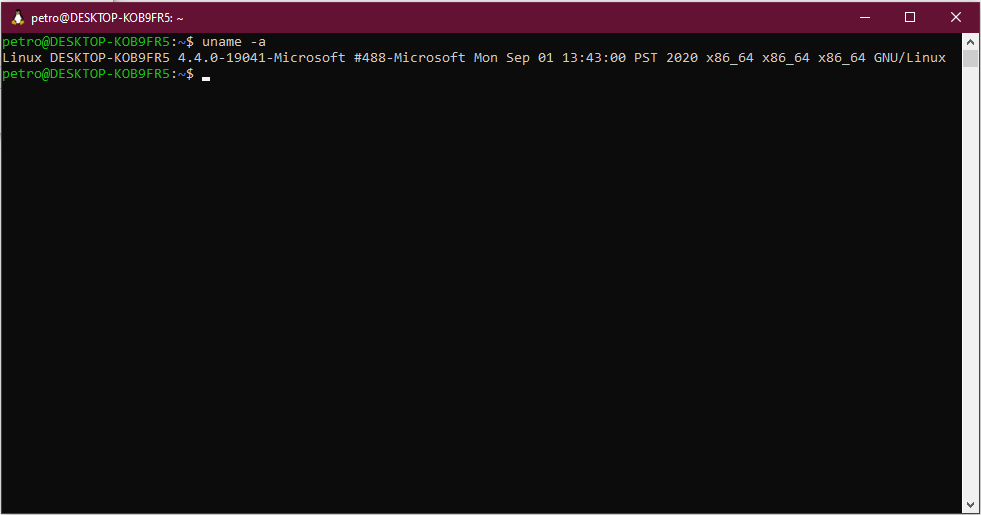 petro@DESKTOP-KOB9FR5: ~
petro@DESKTOP-KOB9FR5:~$ uname -a
Linux DESKTOP-KOB9FR5 4.4.0-19041-Microsoft #488-Microsoft Mon Sep 01 13:43:00 PST 2020 x86_64 x86_64 x86_64 GNU/Linux
petro@DESKTOP-KOB9FR5:~$